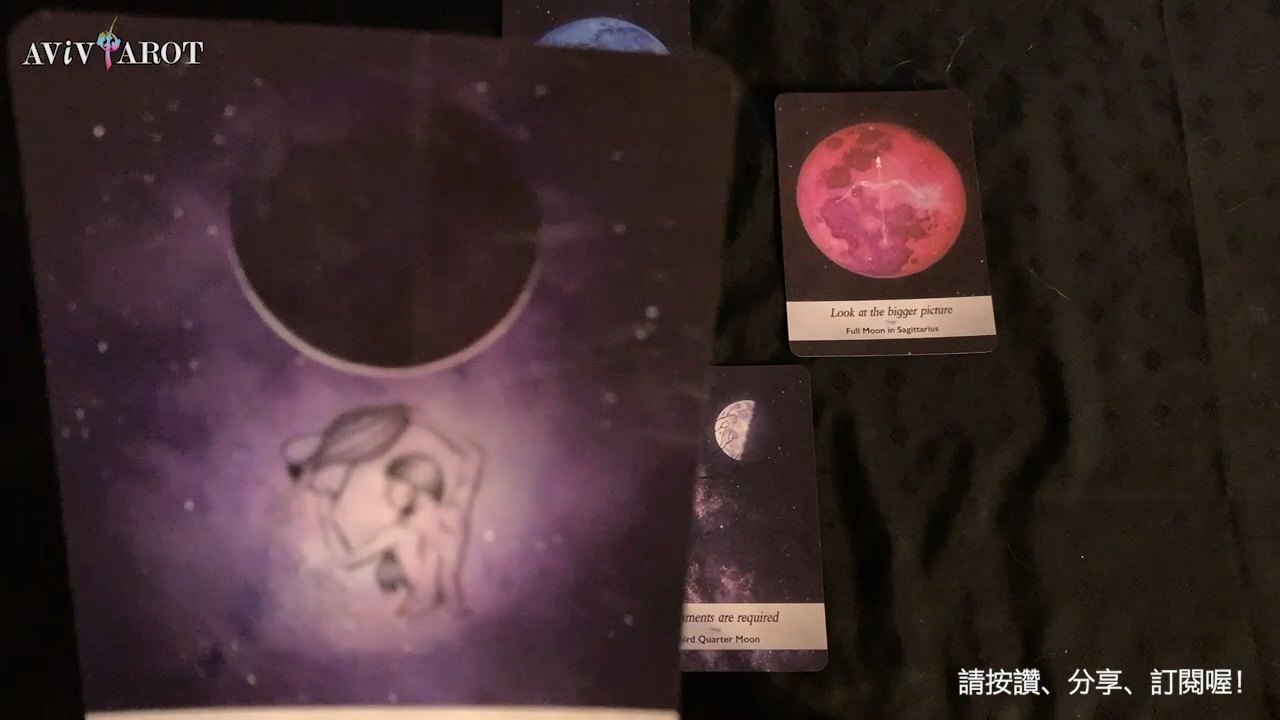 AViVTAROT
Look at the bigger picture
Full Moon in Sagittarius
ments are required
hird Quarter Moon
請按讚、分享、訂閱喔!